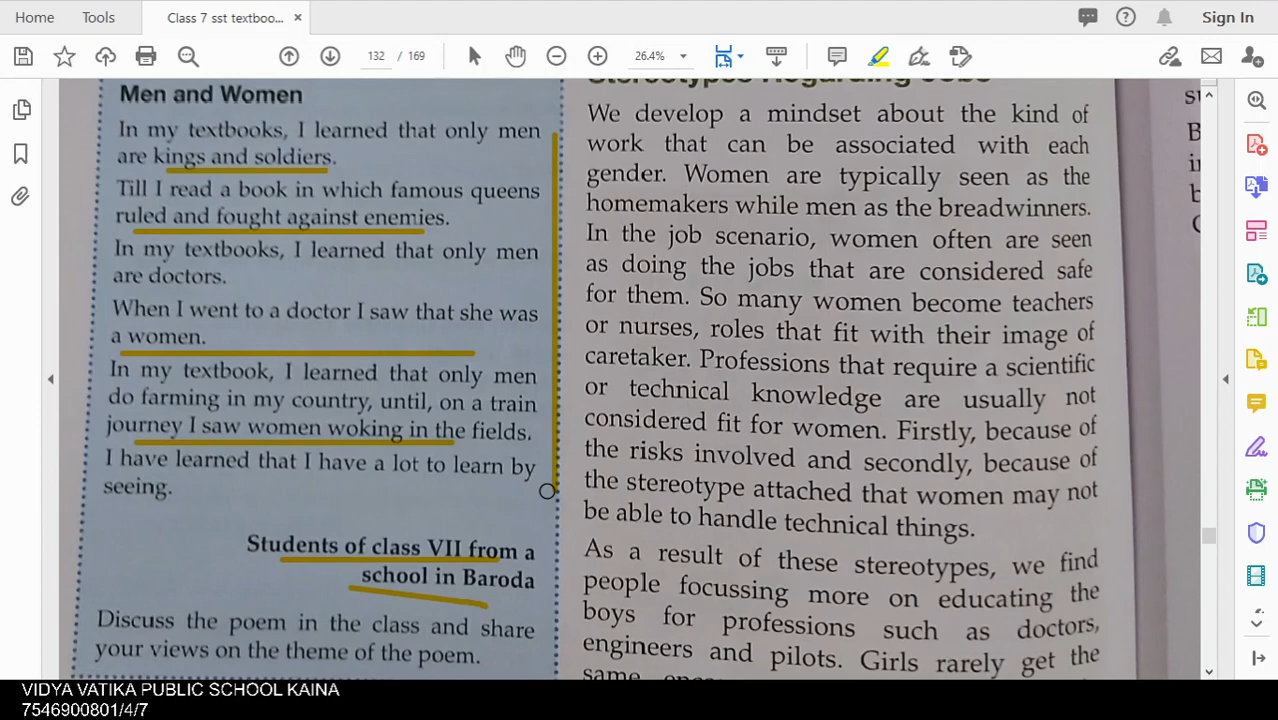 Home
Tools
Class 7 sst textboo...
×
Sign In
132 / 169
26.4%
Men and Women
In my textbooks, I learned that only men
are kings and soldiers.
Till I read a book in which famous queens
ruled and fought against enemies.
In my textbooks, I learned that only men
are doctors.
When I went to a doctor I saw that she was
a women.
In my textbook, I learned that only men
do farming in my country, until, on a train
journey I saw women woking in the fields.
I have learned that I have a lot to learn by
seeing.
Students of class VII from a
school in Baroda
Discuss the poem in the class and share
your views on the theme of the poem.
Stereotypes Regarding Jobs
We develop a mindset about the kind of
work that can be associated with each
gender. Women are typically seen as the
homemakers while men as the breadwinners.
In the job scenario, women often are seen
as doing the jobs that are considered safe
for them. So many women become teachers
or nurses, roles that fit with their image of
caretaker. Professions that require a scientific
or technical knowledge are usually not
considered fit for women. Firstly, because of
the risks involved and secondly, because of
the stereotype attached that women may not
be able to handle technical things.
As a result of these stereotypes, we find
people focussing more on educating the
boys for professions such as doctors,
engineers and pilots. Girls rarely get the
same
VIDYA VATIKA PUBLIC SCHOOL KAINA
7546900801/4/7